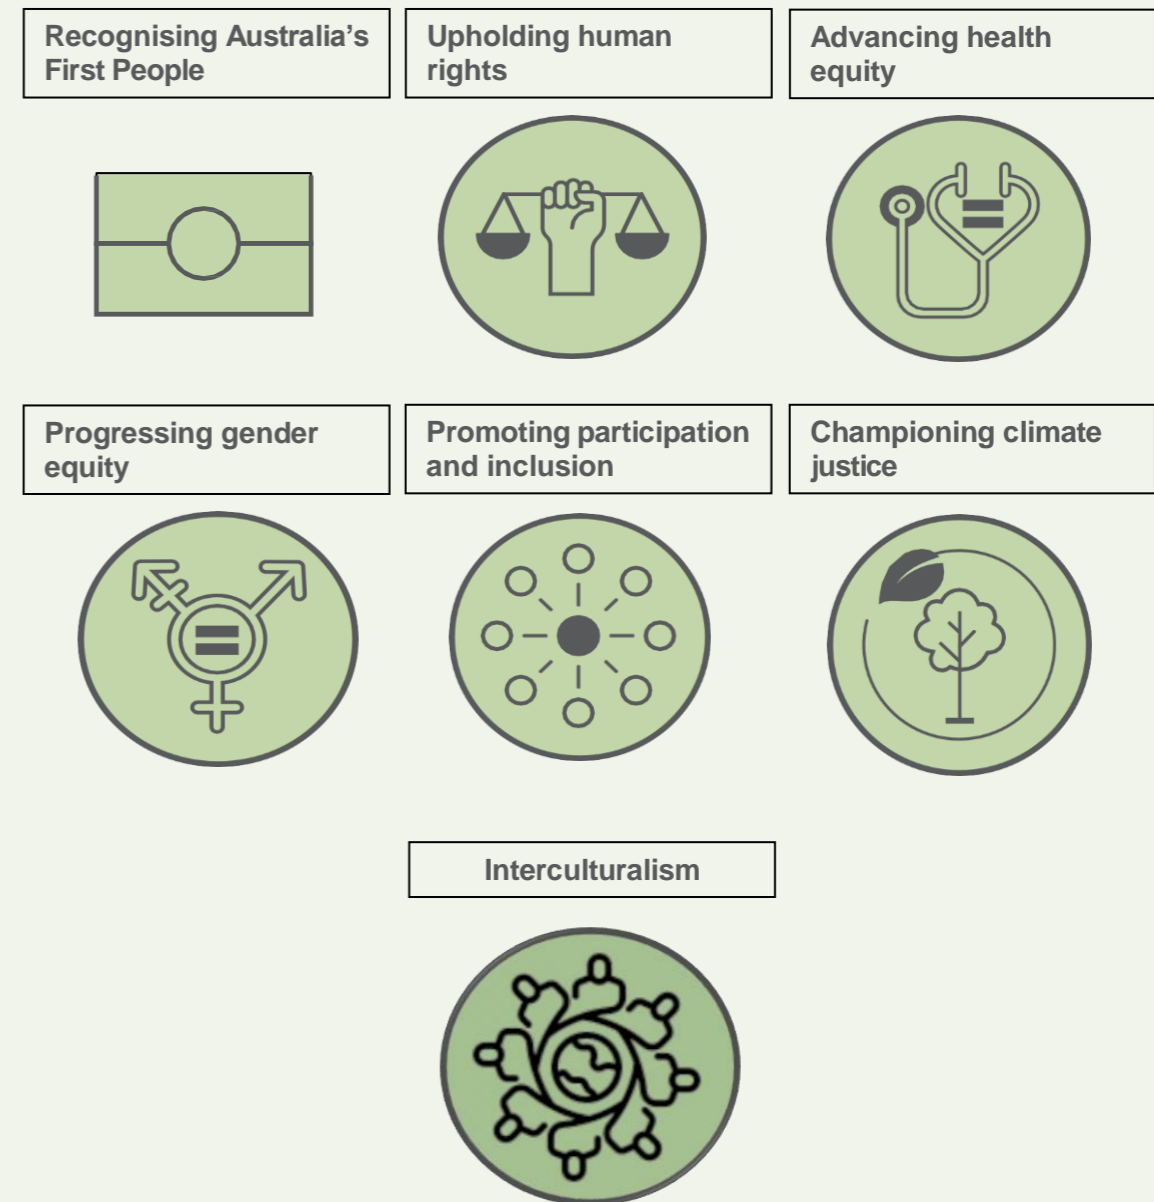 Recognising Australia’s
First People
Upholding human
rights
Advancing health
equity
Progressing gender
equity
Promoting participation
and inclusion
Championing climate
justice
Interculturalism